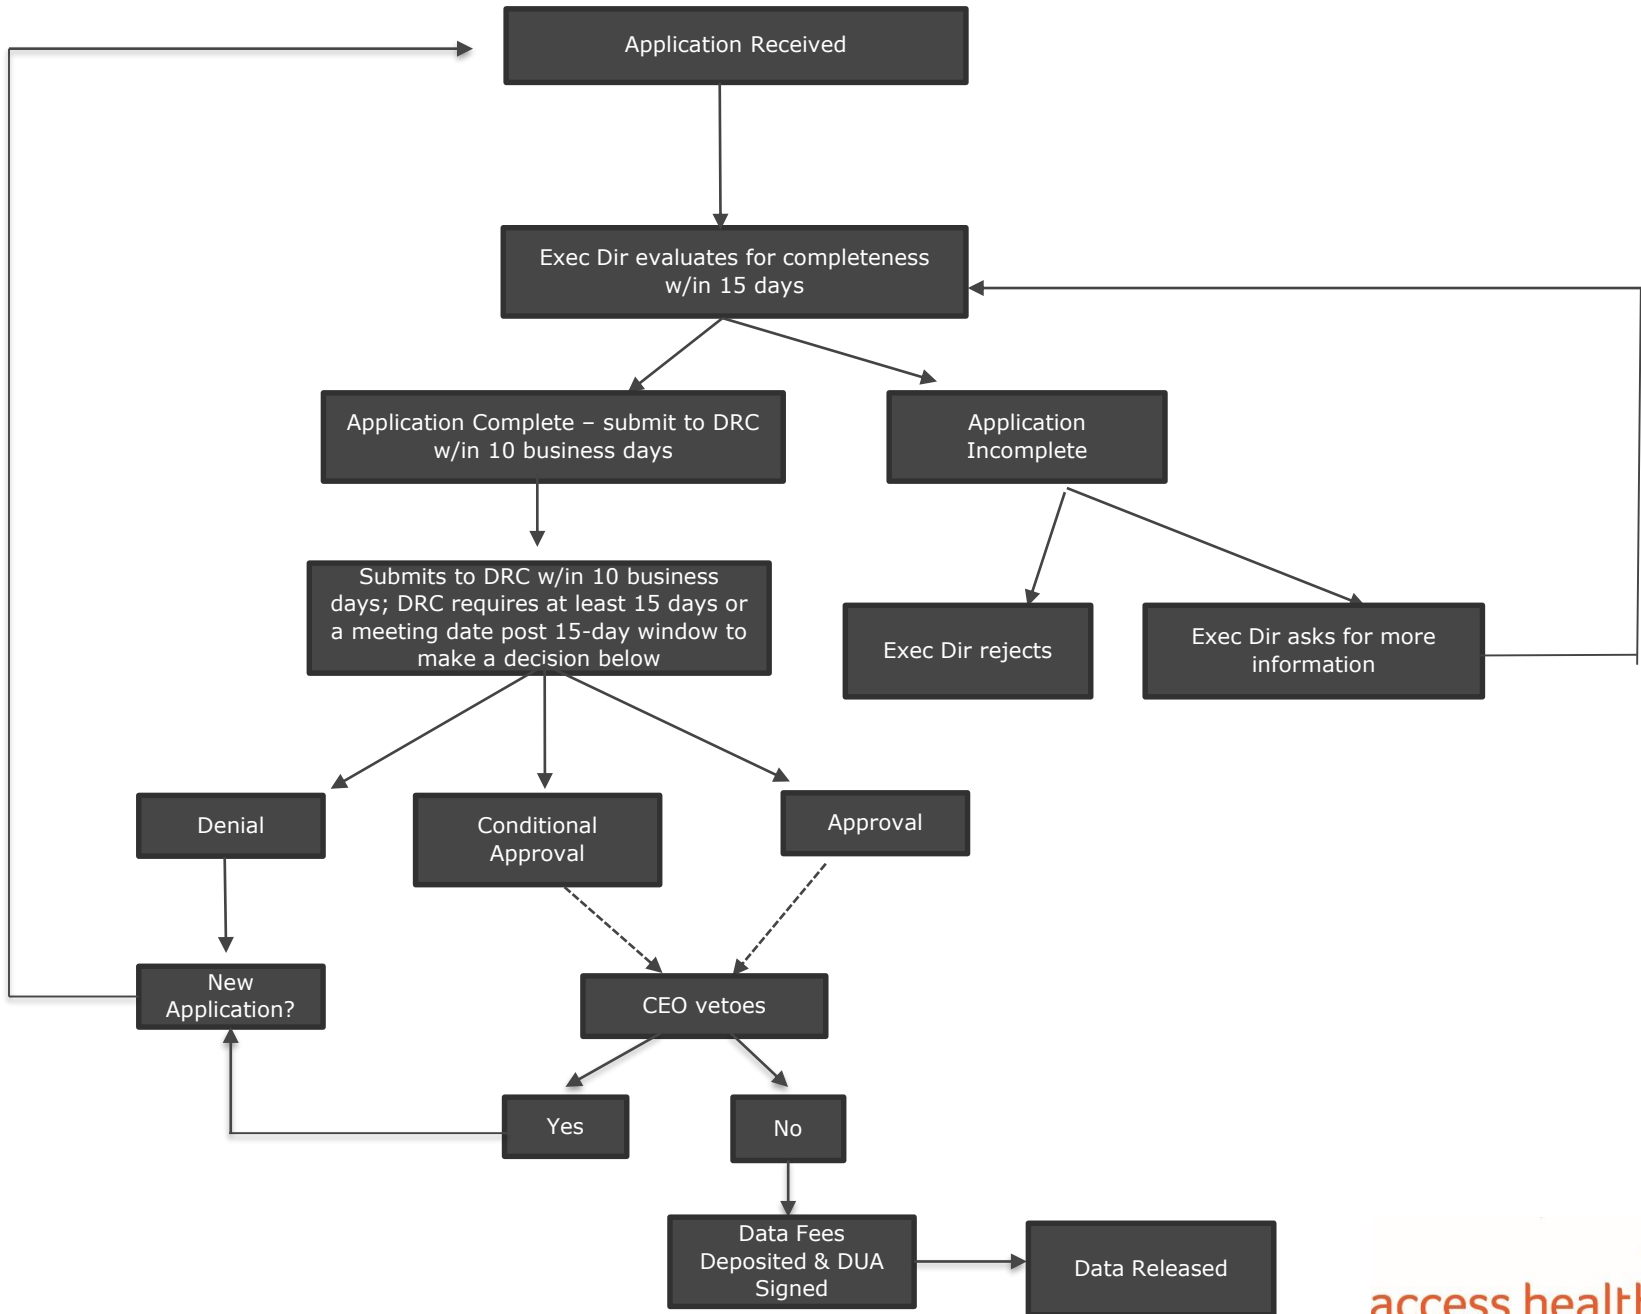 Application Received
Exec Dir evaluates for completeness
w/in 15 days
Application Complete – submit to DRC
w/in 10 business days
Application
Incomplete
Submits to DRC w/in 10 business
days; DRC requires at least 15 days or
a meeting date post 15-day window to
make a decision below
Exec Dir rejects
Exec Dir asks for more
information
Denial
Conditional
Approval
Approval
New
Application?
CEO vetoes
Yes
No
Data Fees
Deposited & DUA
Signed
Data Released
access health